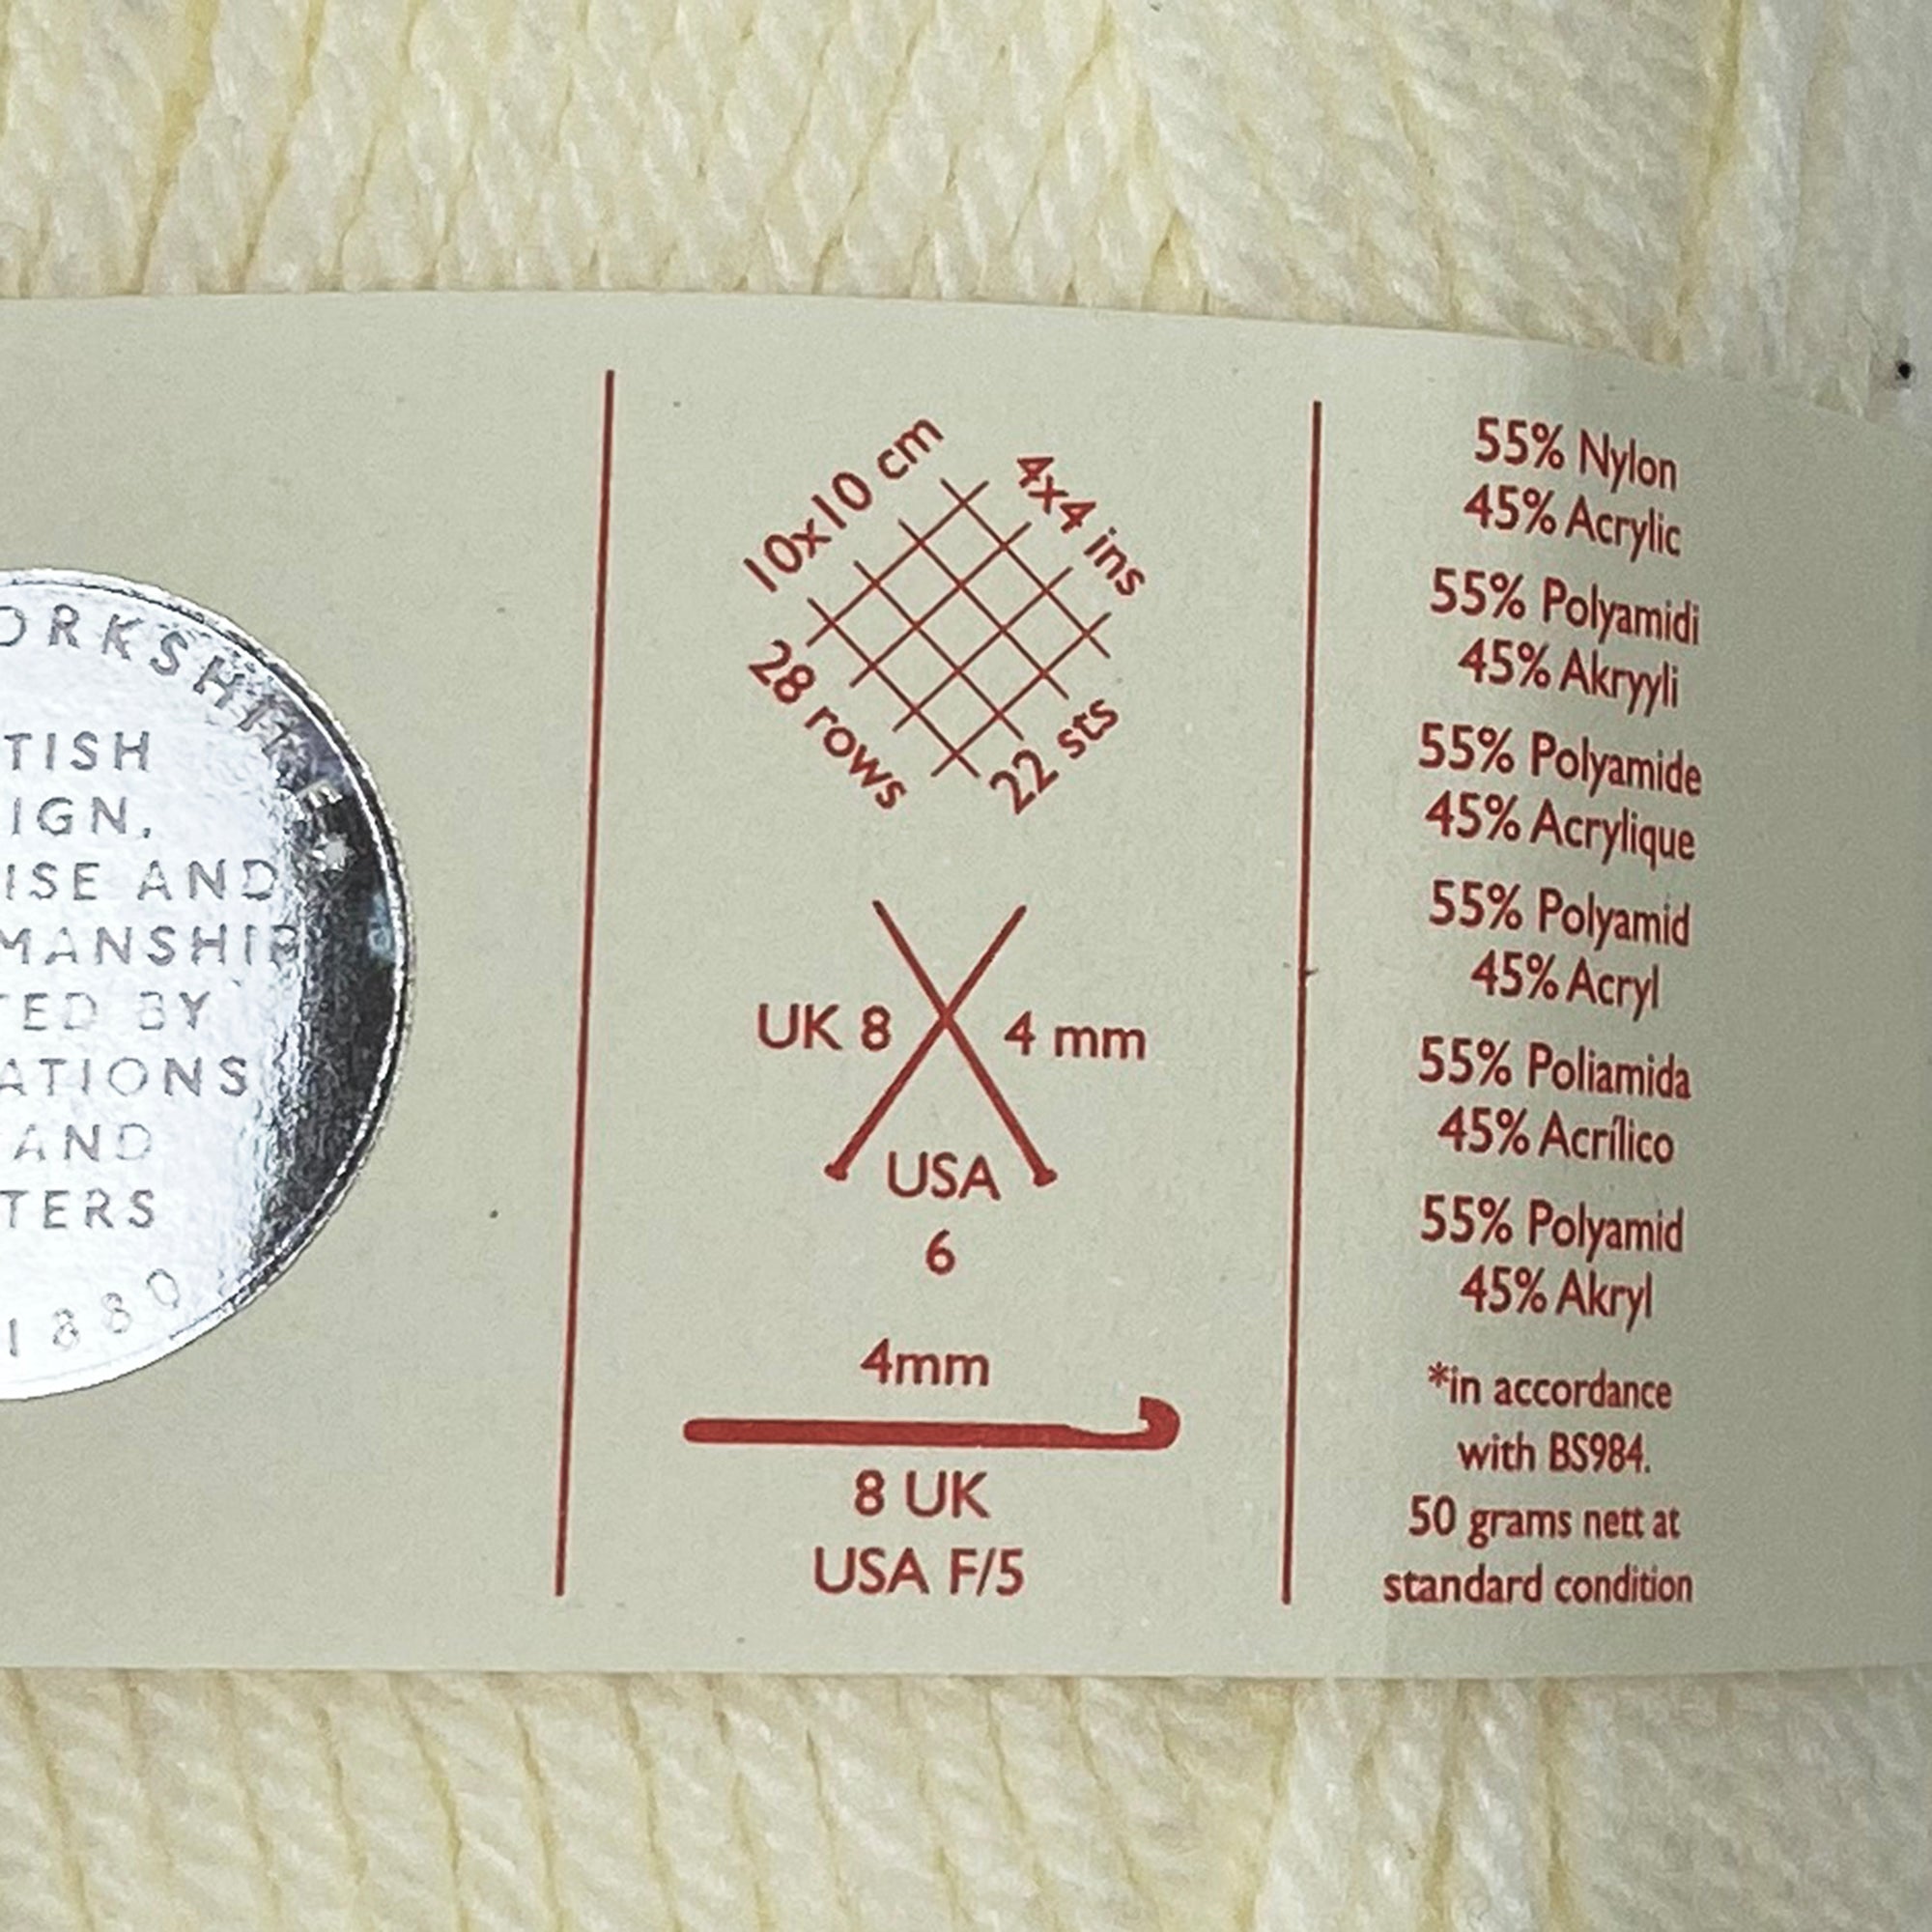 ORKSHIRE
TISH
IGN,
ISE AND
MANSHIP
TED BY
ATIONS
AND
TERS
1880
10x10 cm
4x4 ins
28 rows
22 sts
UK 8
4 mm
USA
6
4mm
8 UK
USA F/5
55% Nylon
45% Acrylic
55% Polyamidi
45% Akryyli
55% Polyamide
45% Acrylique
55% Polyamid
45% Acryl
55% Poliamida
45% Acrílico
55% Polyamid
45% Akryl
*in accordance
with BS984.
50 grams nett at
standard condition